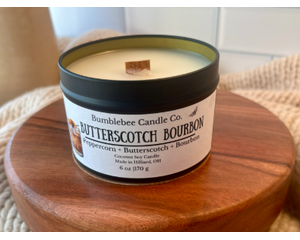 Bumblebee Candle Co.
BUTTERSCOTCH BOURBON
Peppercorn + Butterscotch + Bourbon
Coconut Soy Candle
Made in Hilliard, OH
6 oz |170 g